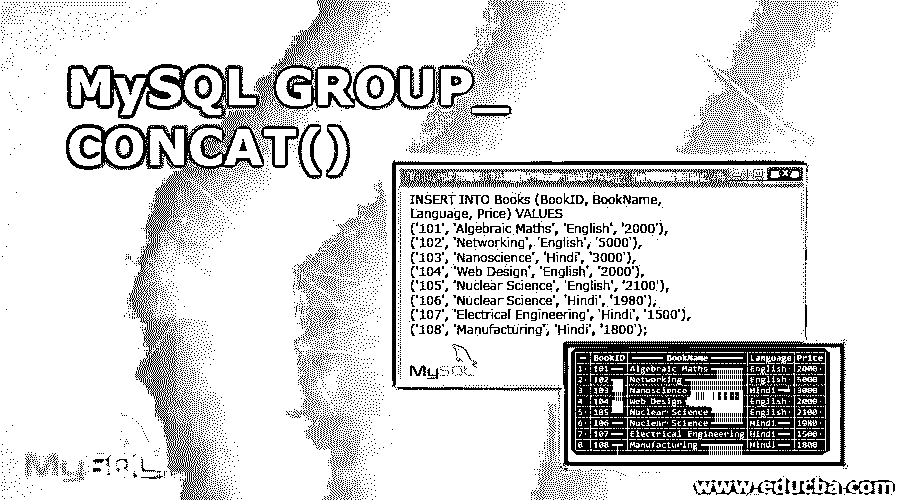 MySQL GROUP_
CONCAT()
INSERT INTO Books (BookID, BookName,
Language, Price) VALUES
('101', 'Algebraic Maths', 'English', '2000'),
('102', 'Networking', 'English', '5000'),
('103', 'Nanoscience', 'Hindi', '3000'),
('104', 'Web Design', 'English', '2000'),
('105', 'Nuclear Science', 'English', '2100'),
('106', 'Nuclear Science', 'Hindi', '1980'),
('107', 'Electrical Engineering', 'Hindi', '1500'),
('108', 'Manufacturing', 'Hindi', '1800');
MySQL
BookID BookName Language Price
1 101 Algebraic Maths English 2000
2 102 Networking English 5000
3 103 Nanoscience Hindi 3000
4 104 Web Design English 2000
5 105 Nuclear Science English 2100
6 106 Nuclear Science Hindi 1980
7 107 Electrical Engineering Hindi 1500
8 108 Manufacturing Hindi 1800
www.educba.com